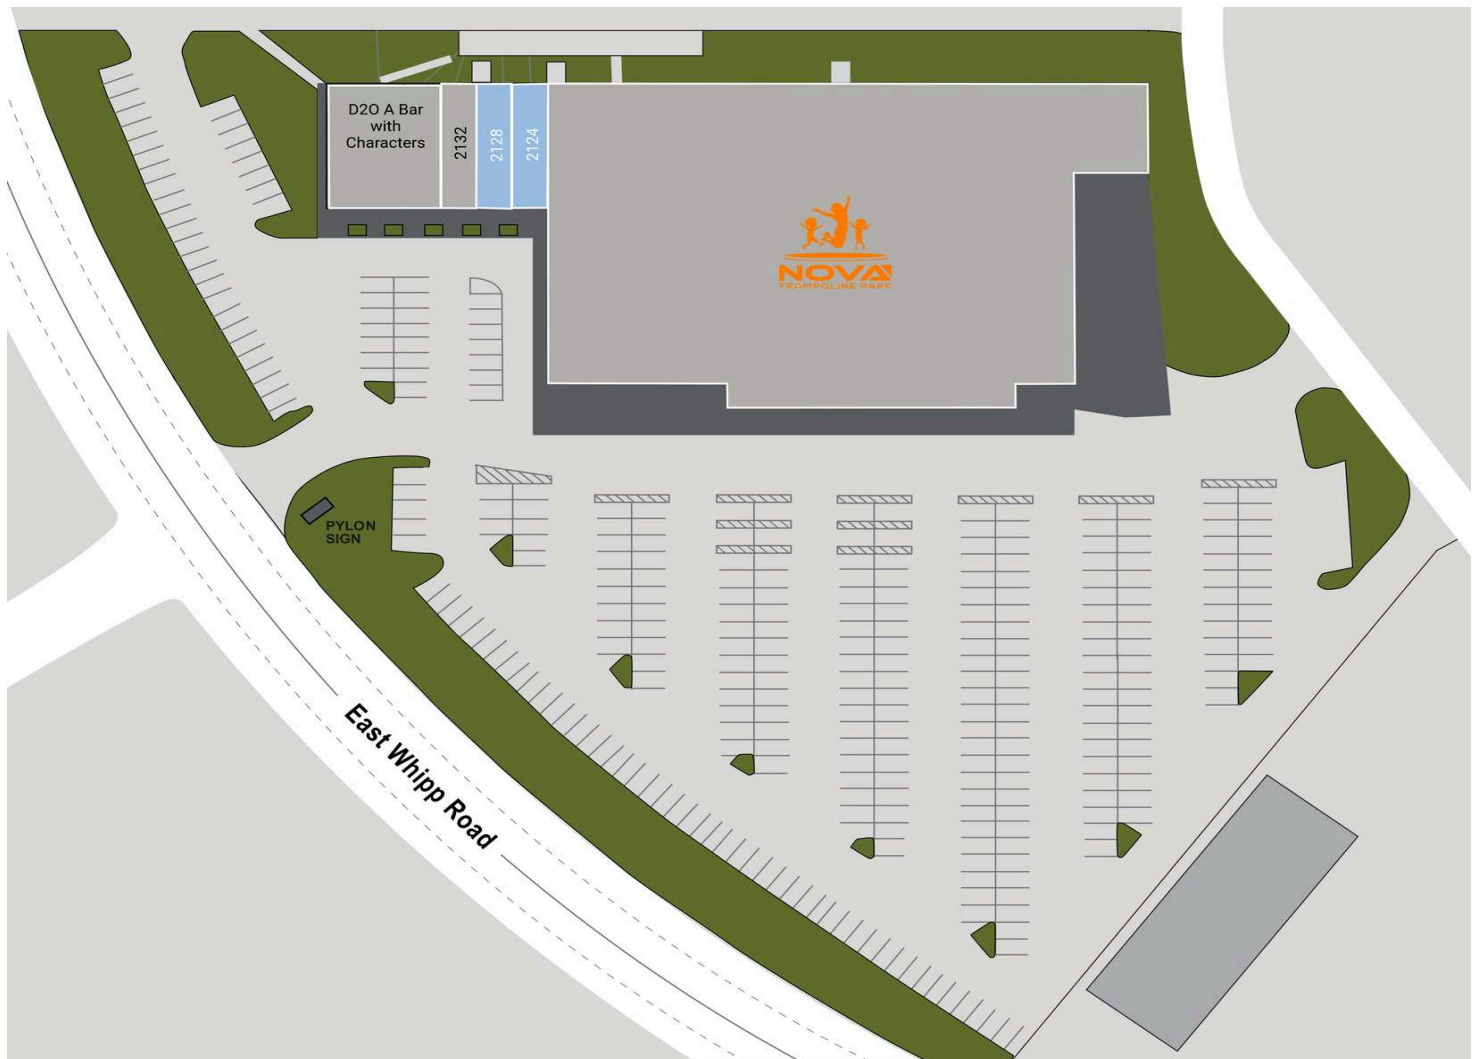 D2O A Bar
with
Characters
2132
2128
2124
NOVA
TRAMPOLINE PARK
PYLON
SIGN
East Whipp Road